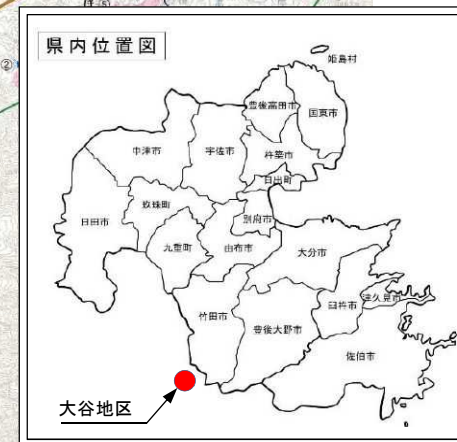 ②
県内位置図
姫島村
豊後高田市
国東市
中津市
宇佐市
杵築市
日出町
日田市
玖珠町
別府市
九重町
由布市
大分市
竹田市
豊後大野市
臼杵市
津久見市
佐伯市
大谷地区